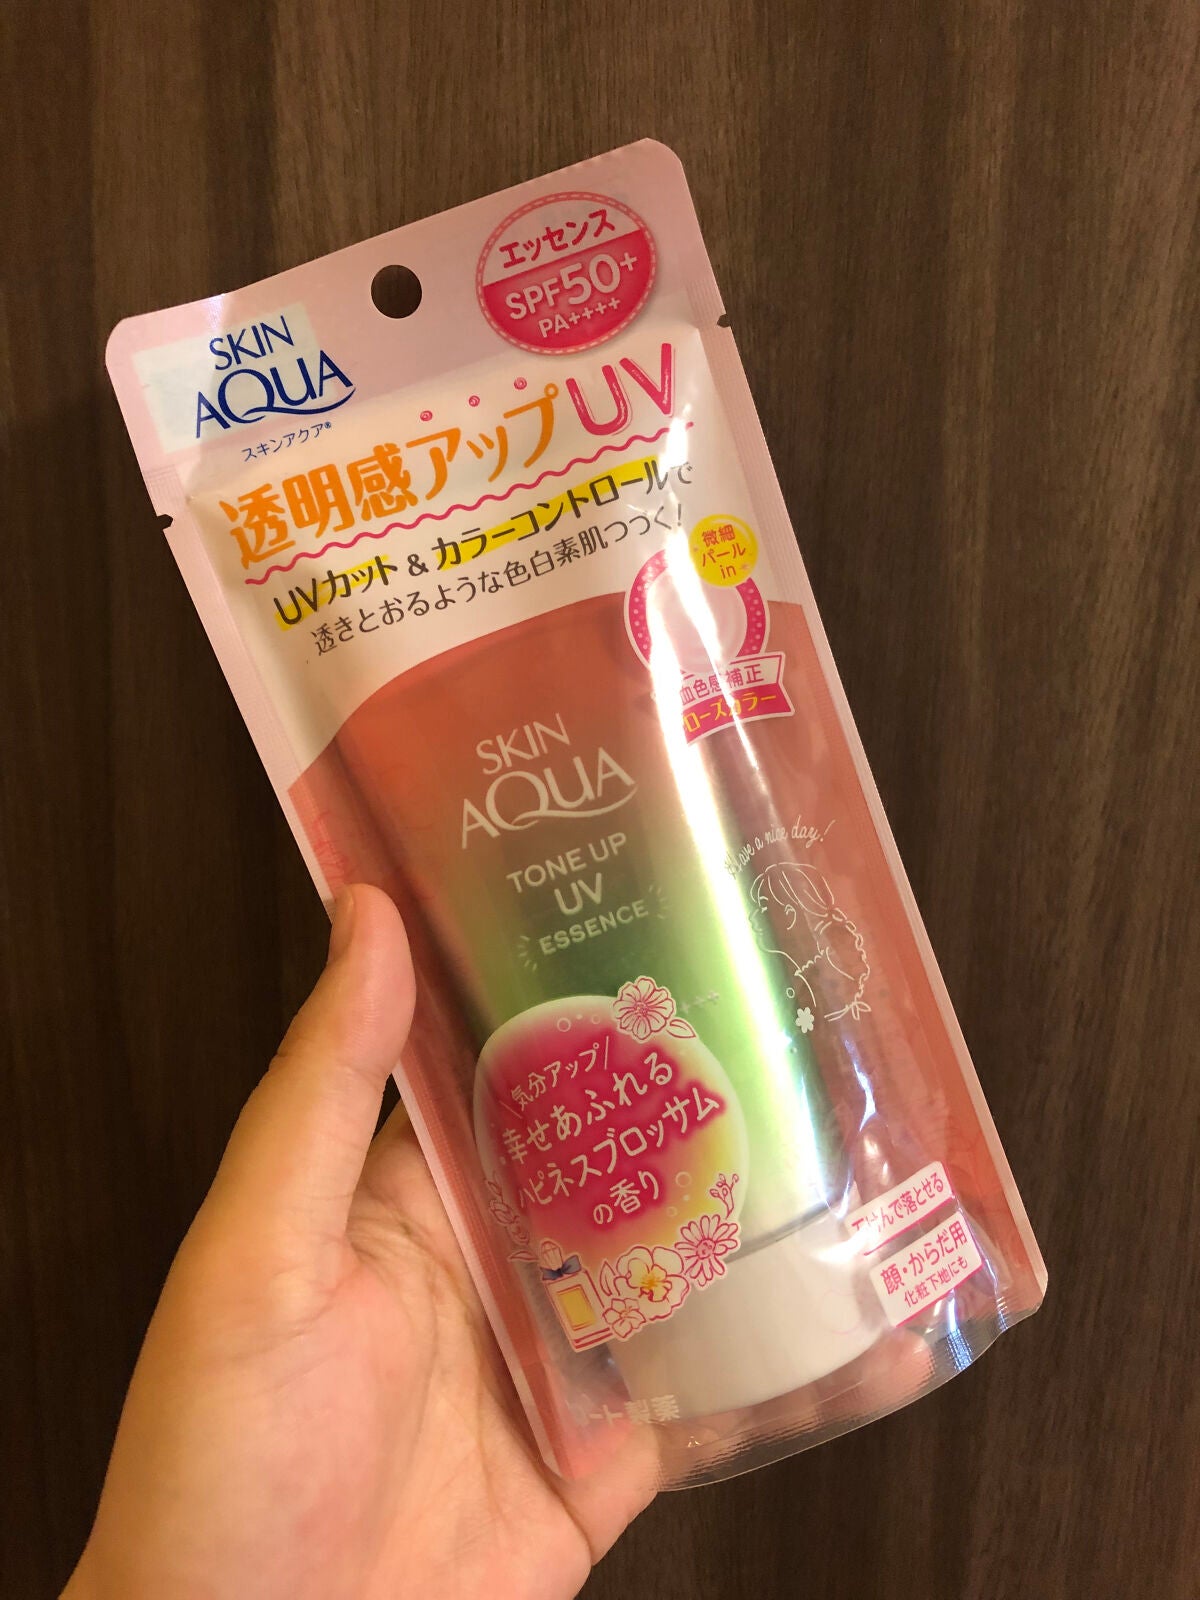 エッセンス
SPF50+
PA++++
SKIN
AQUA
スキンアクア®
透明感アップUV
UVカット&カラーコントロールで
透きとおるような色白素肌つづく!
微細
パール
in
血色感補正
ローズカラー
SKIN
AQUA
TONE UP
UV
ESSENCE
Have a nice day!
気分アップ
幸せあふれる
ハピネスブロッサム
の香り
せっけんで落とせる
顔・からだ用
化粧下地にも
ート製薬